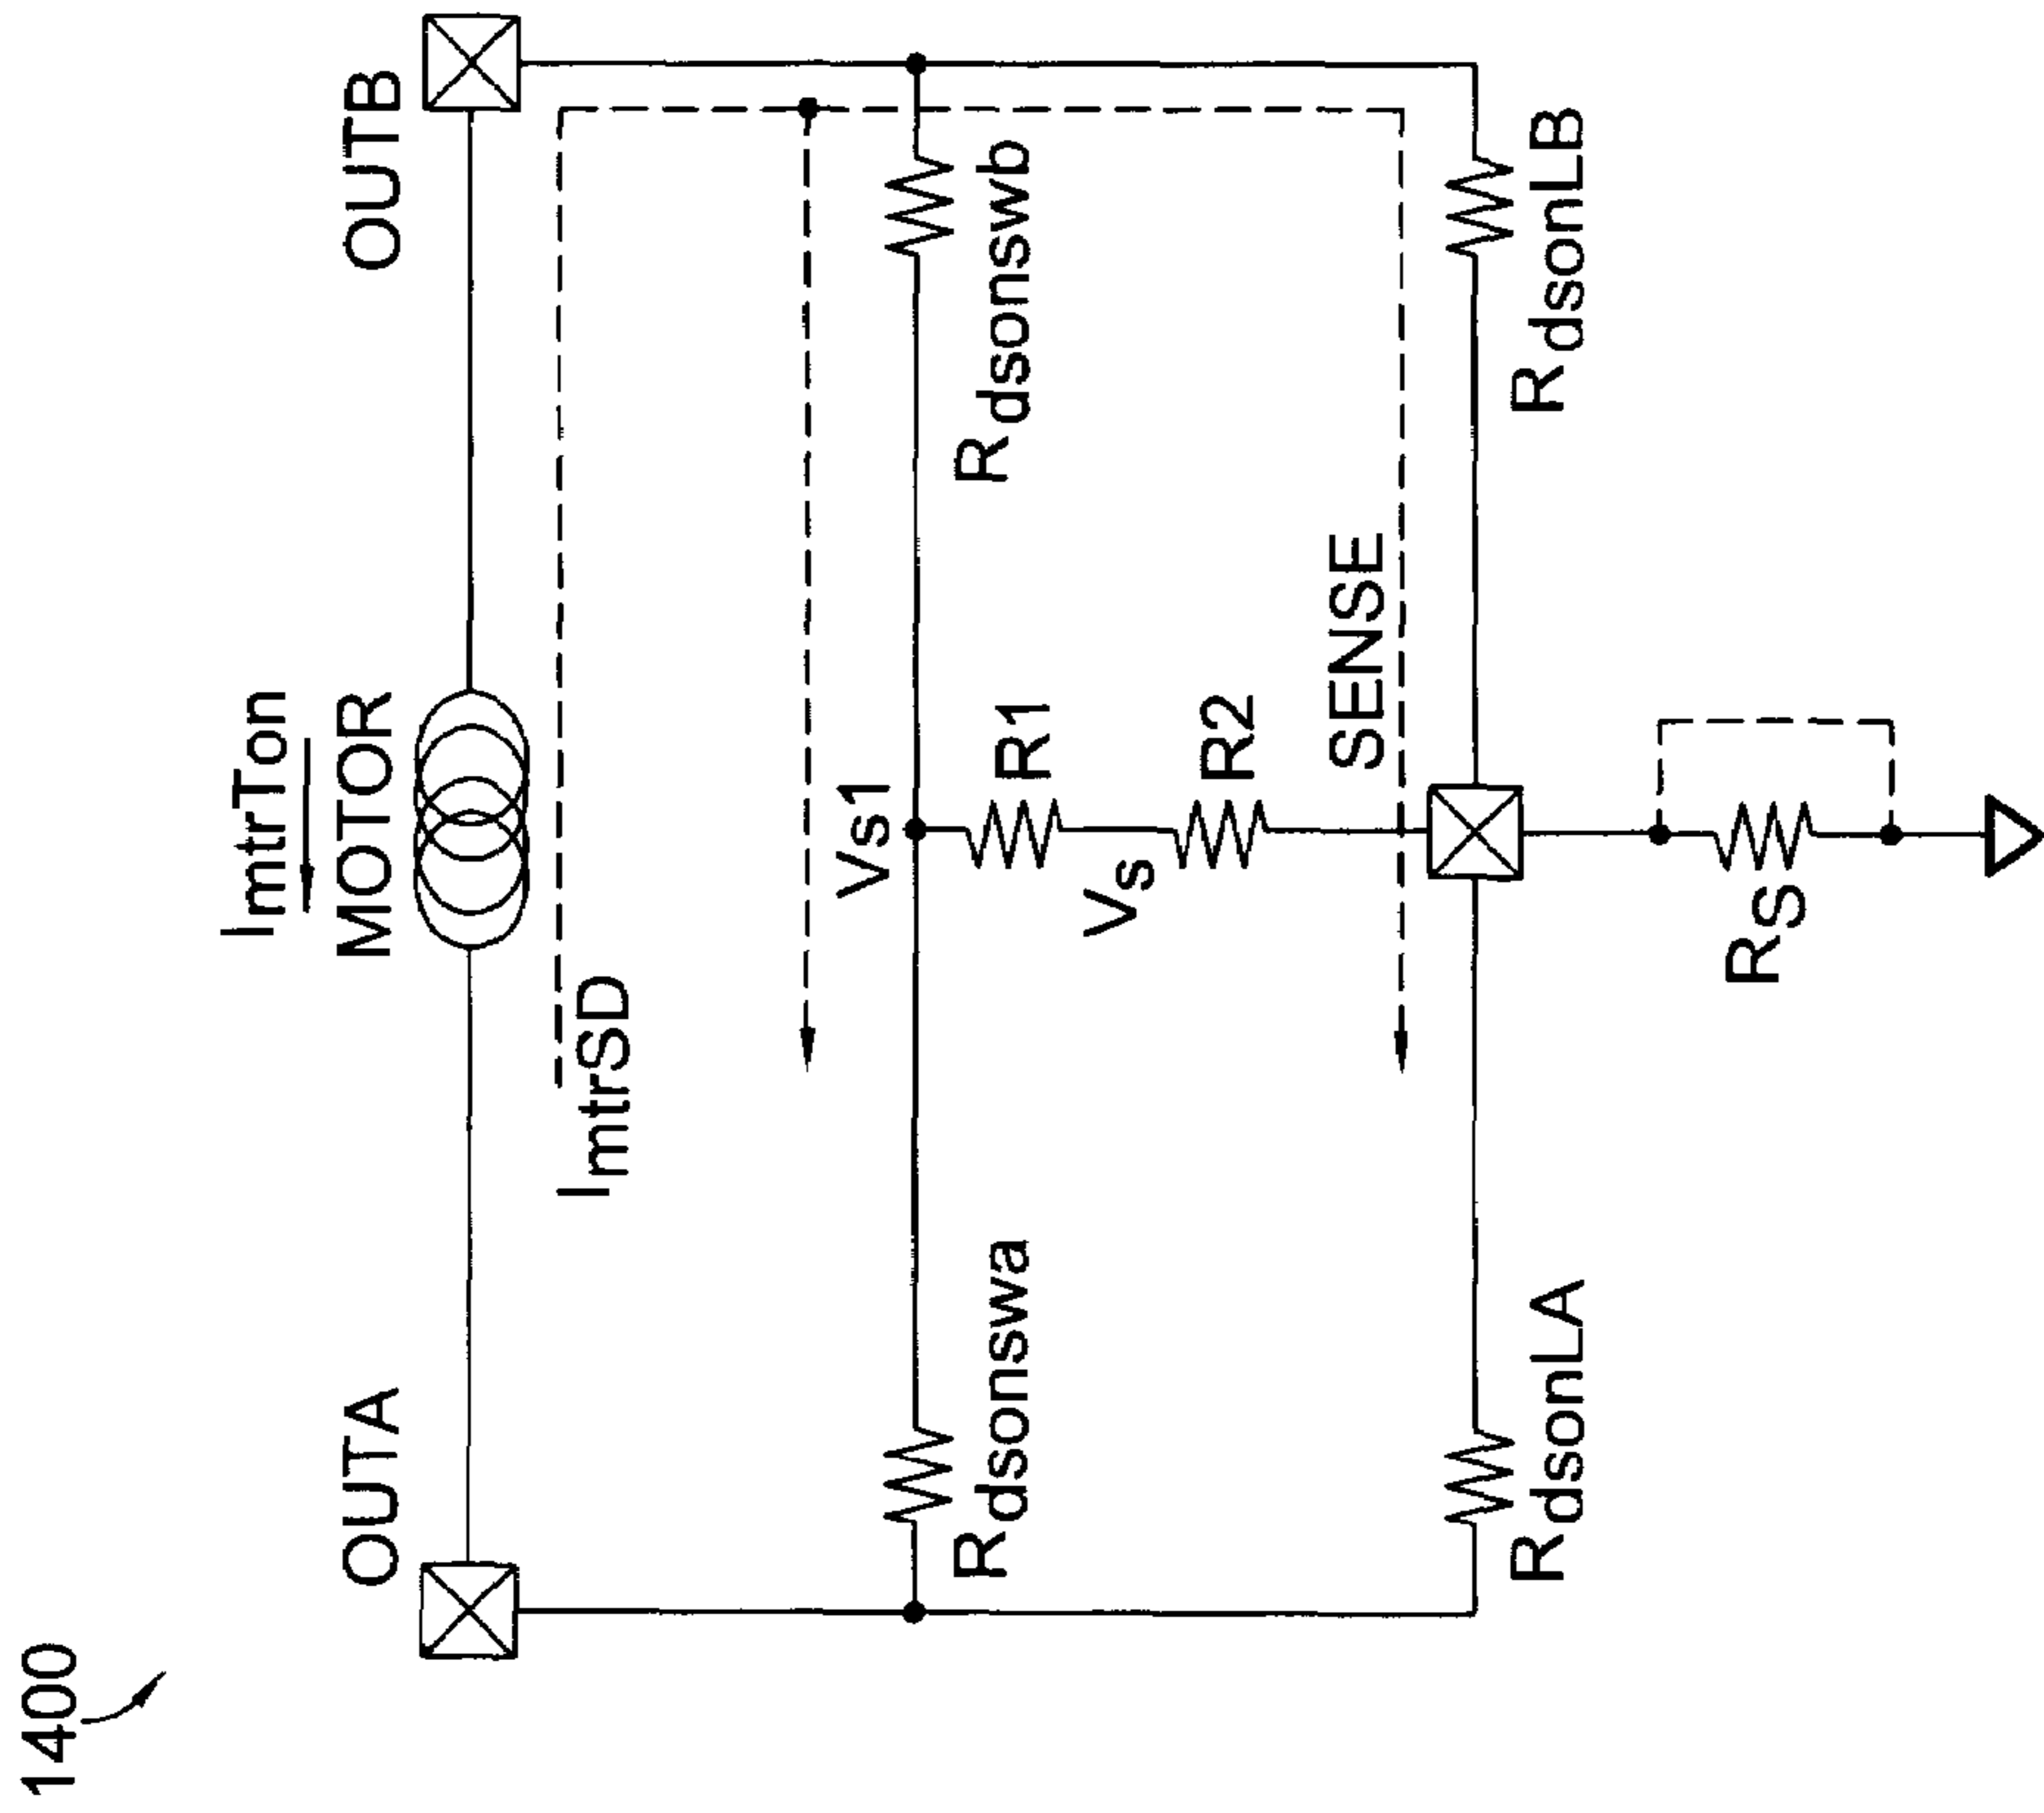 1400
OUTA
ImtrTon
MOTOR
OUTB
ImtrSD
Vs1
Rdsonswa
R1
Rdsonswb
Vs
R2
SENSE
RdsonLA
RdsonLB
RS